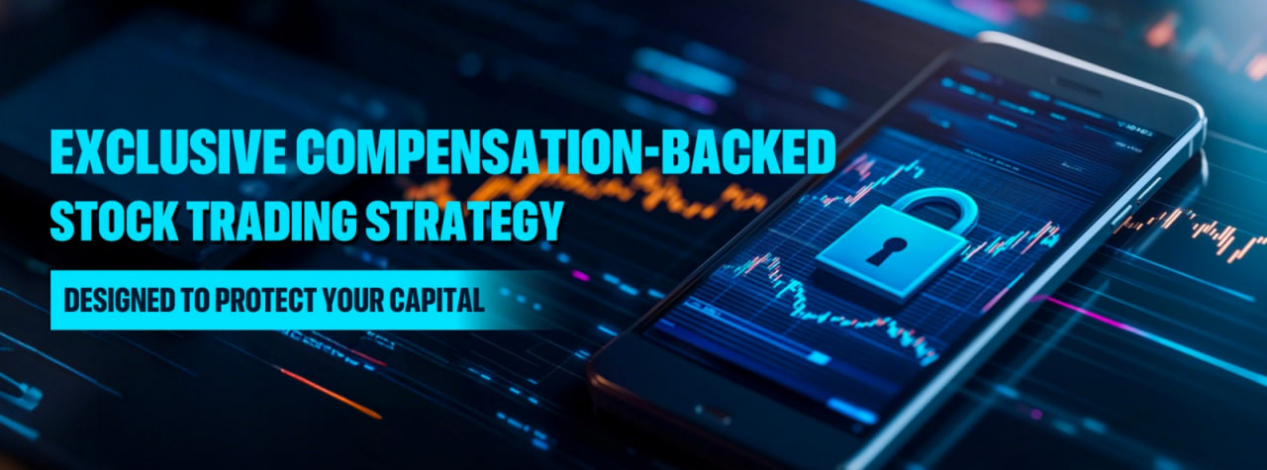 EXCLUSIVE COMPENSATION-BACKED
STOCK TRADING STRATEGY
DESIGNED TO PROTECT YOUR CAPITAL